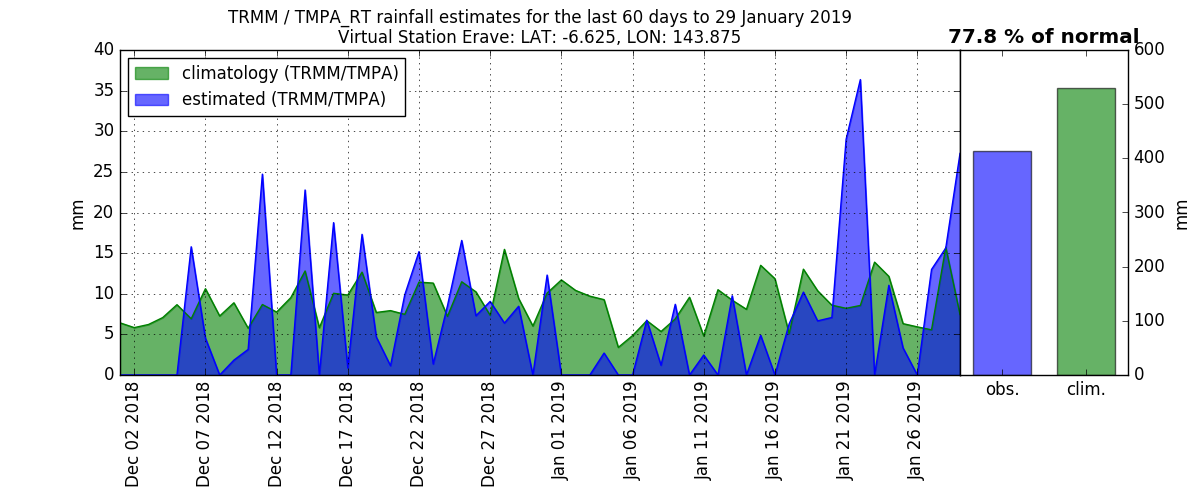 TRMM / TMPA_RT rainfall estimates for the last 60 days to 29 January 2019
Virtual Station Erave: LAT: -6.625, LON: 143.875
77.8 % of normal
climatology (TRMM/TMPA)
estimated (TRMM/TMPA)
40
35
30
25
20
15
10
5
0
mm
Dec 02 2018
Dec 07 2018
Dec 12 2018
Dec 17 2018
Dec 22 2018
Dec 27 2018
Jan 01 2019
Jan 06 2019
Jan 11 2019
Jan 16 2019
Jan 21 2019
Jan 26 2019
600
500
400
300
200
100
0
mm
obs.
clim.